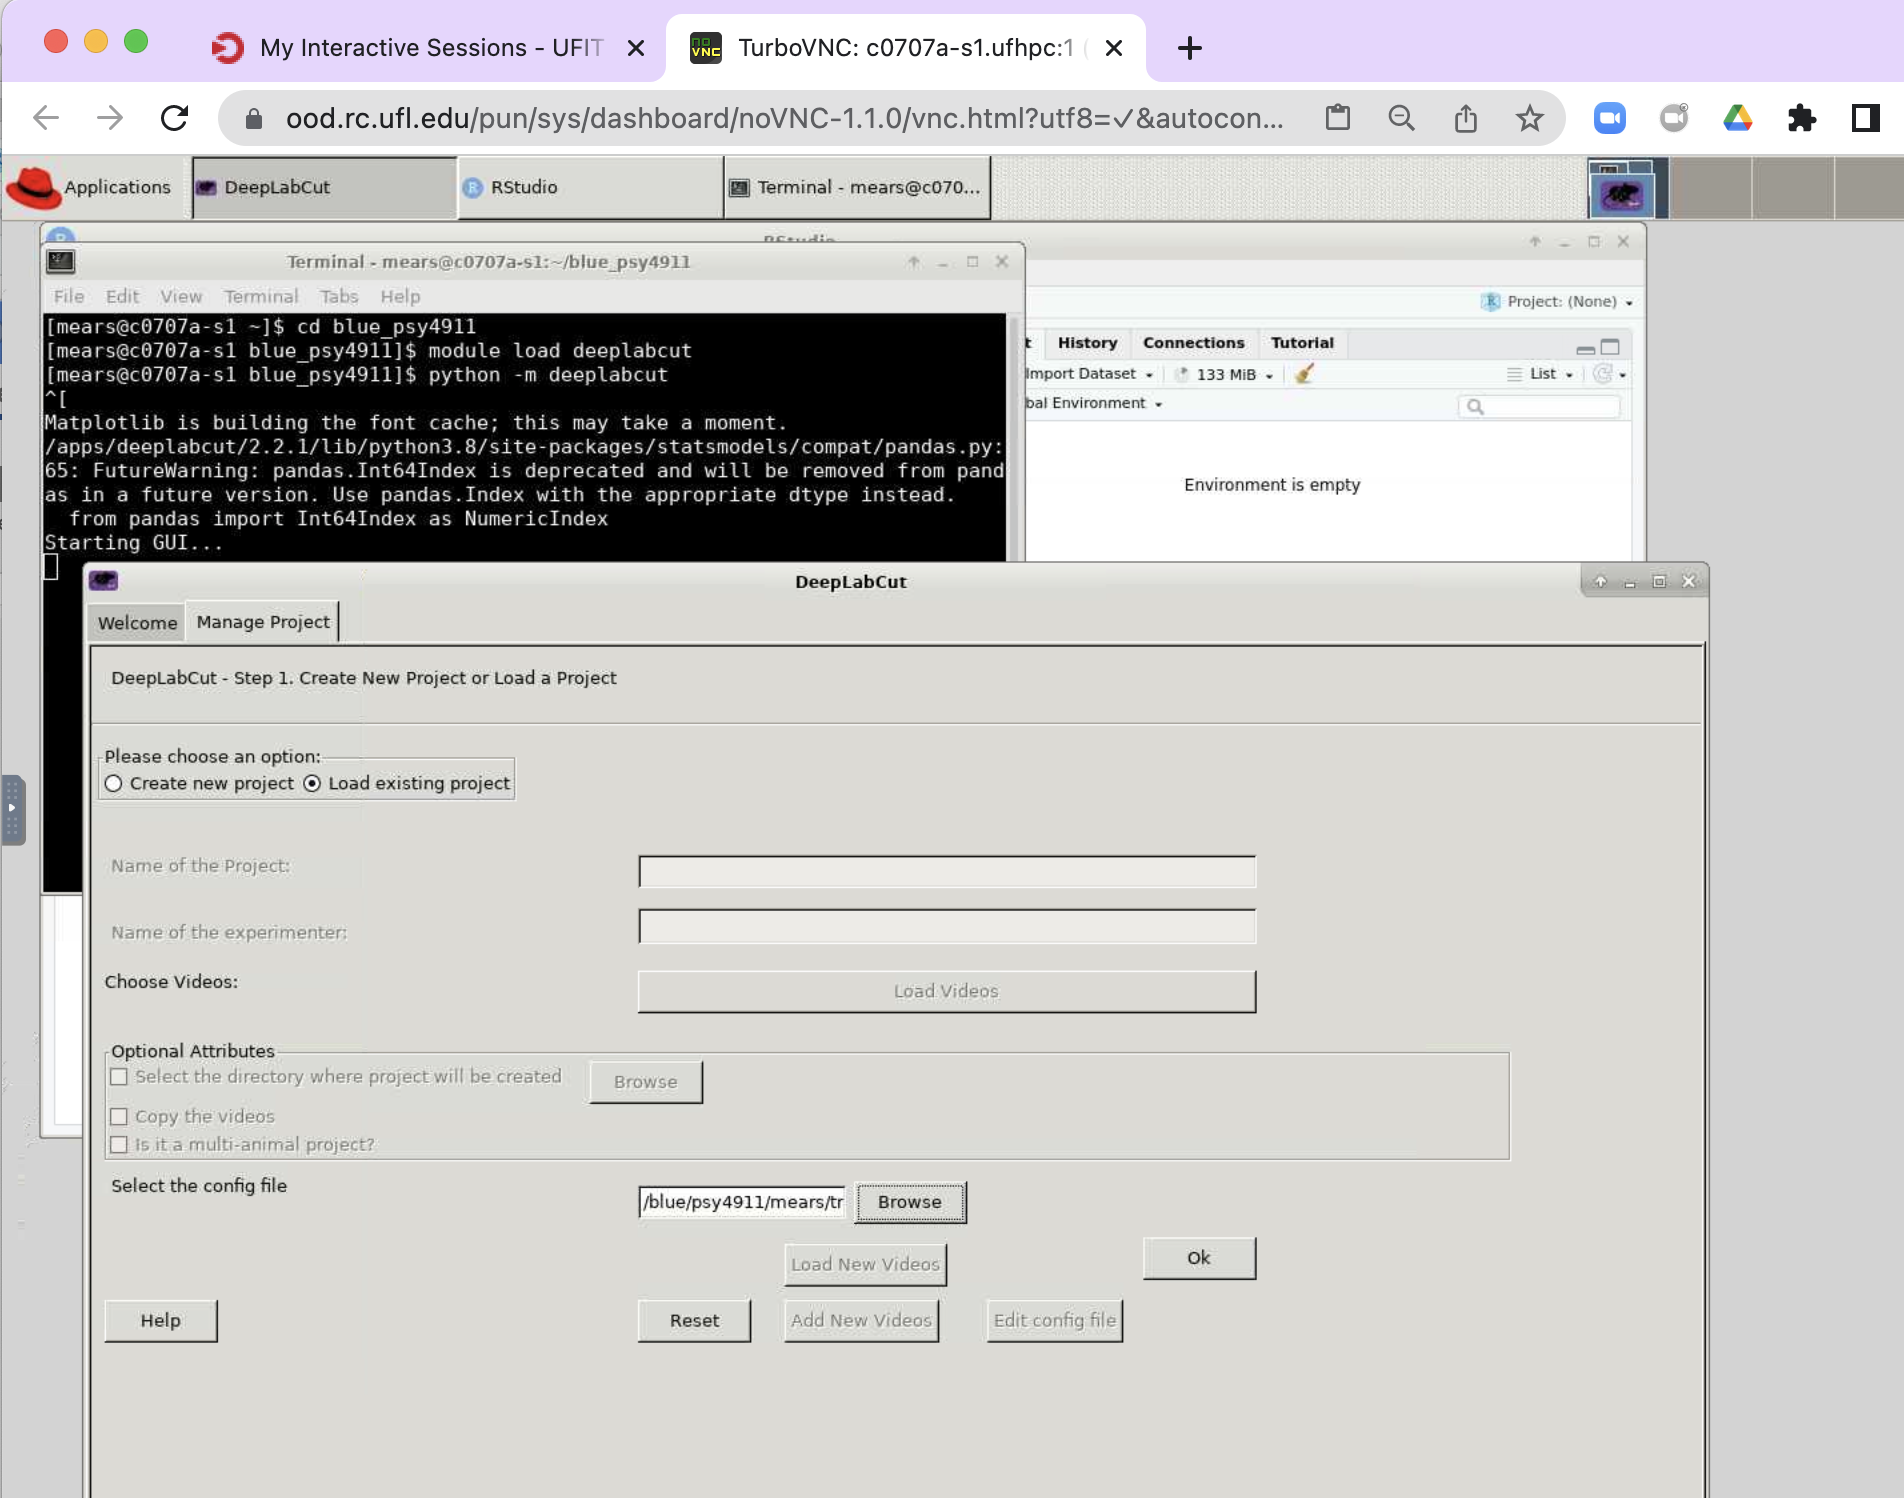 My Interactive Sessions - UFIT
TurboVNC: c0707a-s1.ufhpc:1 (
ood.rc.ufl.edu/pun/sys/dashboard/noVNC-1.1.0/vnc.html?utf8=✓&autocon...
Applications
DeepLabCut
RStudio
Terminal - mears@c070...
RStudio
Terminal - mears@c0707a-s1:~/blue_psy4911
File Edit View Terminal Tabs Help
Project: (None)
[mears@c0707a-s1 ~]$ cd blue_psy4911
[mears@c0707a-s1 blue_psy4911]$ module load deeplabcut
[mears@c0707a-s1 blue_psy4911]$ python -m deeplabcut
^[
Matplotlib is building the font cache; this may take a moment.
/apps/deeplabcut/2.2.1/lib/python3.8/site-packages/statsmodels/compat/pandas.py:
65: FutureWarning: pandas.Int64Index is deprecated and will be removed from pand
as in a future version. Use pandas.Index with the appropriate dtype instead.
  from pandas import Int64Index as NumericIndex
Starting GUI...
t History Connections Tutorial
Import Dataset 133 MiB List
bal Environment
Environment is empty
DeepLabCut
Welcome Manage Project
DeepLabCut - Step 1. Create New Project or Load a Project
Please choose an option:
Create new project Load existing project
Name of the Project:
Name of the experimenter:
Choose Videos: Load Videos
Optional Attributes
Select the directory where project will be created Browse
Copy the videos
Is it a multi-animal project?
Select the config file /blue/psy4911/mears/tr Browse
Load New Videos Ok
Help Reset Add New Videos Edit config file